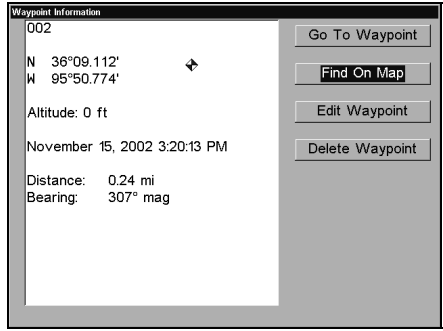 Waypoint Information
002
N 36°09.112'
W 95°50.774'
Altitude: 0 ft
November 15, 2002 3:20:13 PM
Distance: 0.24 mi
Bearing: 307° mag
Go To Waypoint
Find On Map
Edit Waypoint
Delete Waypoint